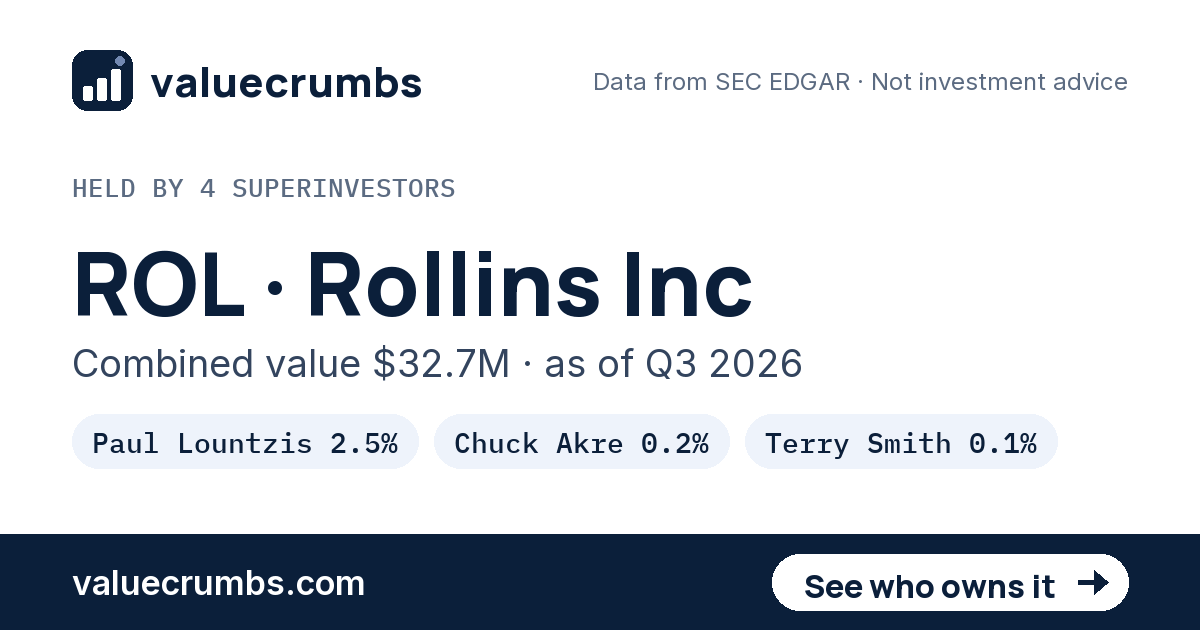 valuecrumbs
Data from SEC EDGAR · Not investment advice
HELD BY 4 SUPERINVESTORS
ROL · Rollins Inc
Combined value $32.7M · as of Q3 2026
Paul Lountzis 2.5% Chuck Akre 0.2% Terry Smith 0.1%
valuecrumbs.com
See who owns it →